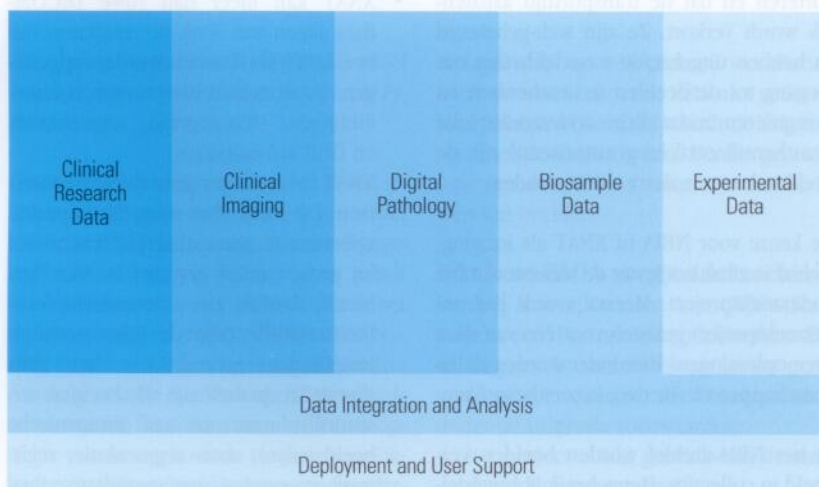 Clinical
Research
Data
Clinical
Imaging
Digital
Pathology
Biosample
Data
Experimental
Data
Data Integration and Analysis
Deployment and User Support